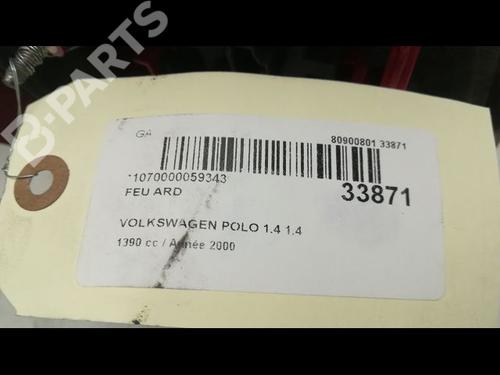 B-PARTS
GA
80900801 33871
*1070000059343
33871
FEU ARD
VOLKSWAGEN POLO 1.4 1.4
1390 cc / Année 2000